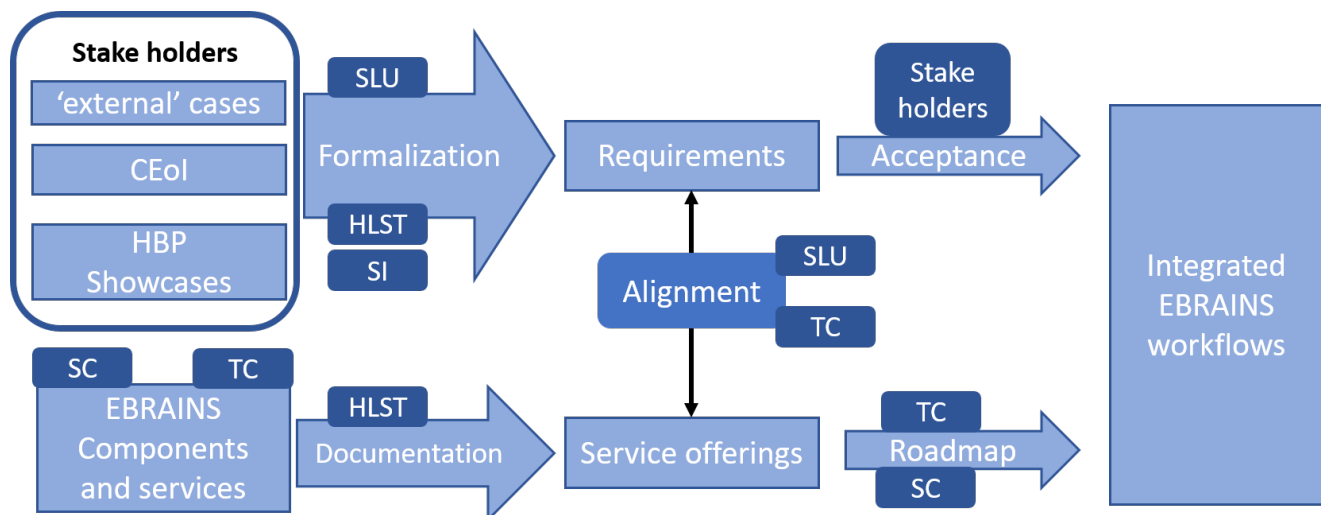 Stake holders
'external' cases
CEoI
HBP
Showcases
SLU
Formalization
HLST
SI
Requirements
Stake
holders
Acceptance
Alignment
SLU
TC
Integrated
EBRAINS
workflows
SC
TC
EBRAINS
Components
and services
HLST
Documentation
Service offerings
TC
Roadmap
SC